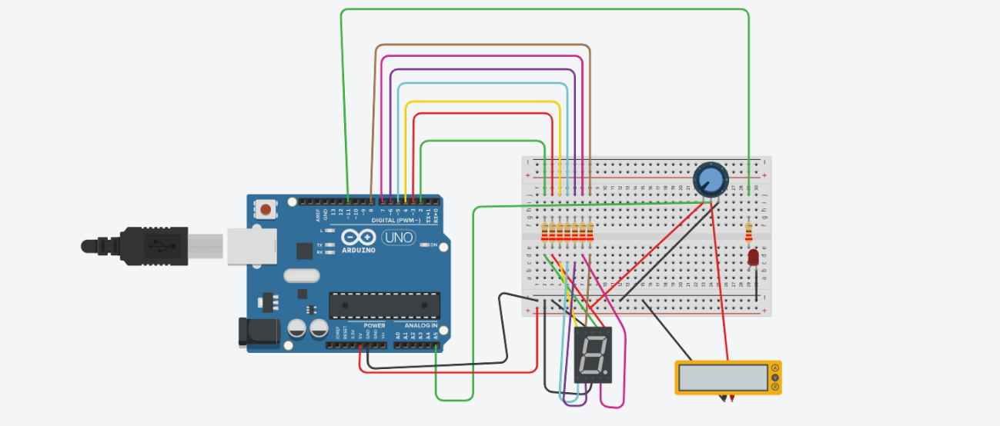 AREF
GND
13
12
~11
~10
~9
8
7
~6
~5
4
~3
2
TX→1
RX←0
DIGITAL (PWM~)
L
TX
RX
ARDUINO
UNO
ON
POWER
ANALOG IN
IOREF
RESET
3.3V
5V
GND
GND
Vin
A0
A1
A2
A3
A4
A5
A
V
R